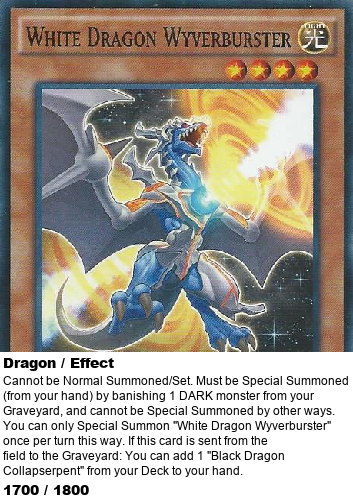 WHITE DRAGON WYVERBURSTER
LIGHT
光
Dragon / Effect
Cannot be Normal Summoned/Set. Must be Special Summoned
(from your hand) by banishing 1 DARK monster from your
Graveyard, and cannot be Special Summoned by other ways.
You can only Special Summon "White Dragon Wyverburster"
once per turn this way. If this card is sent from the
field to the Graveyard: You can add 1 "Black Dragon
Collapserpent" from your Deck to your hand.
1700 / 1800